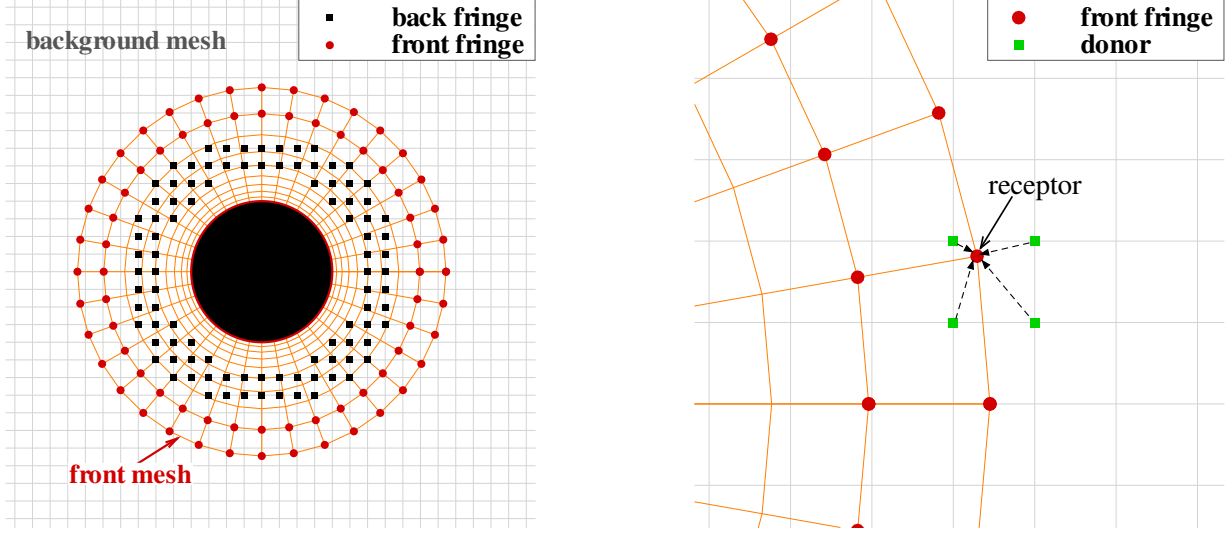 back fringe
front fringe
background mesh
front mesh
front fringe
donor
receptor